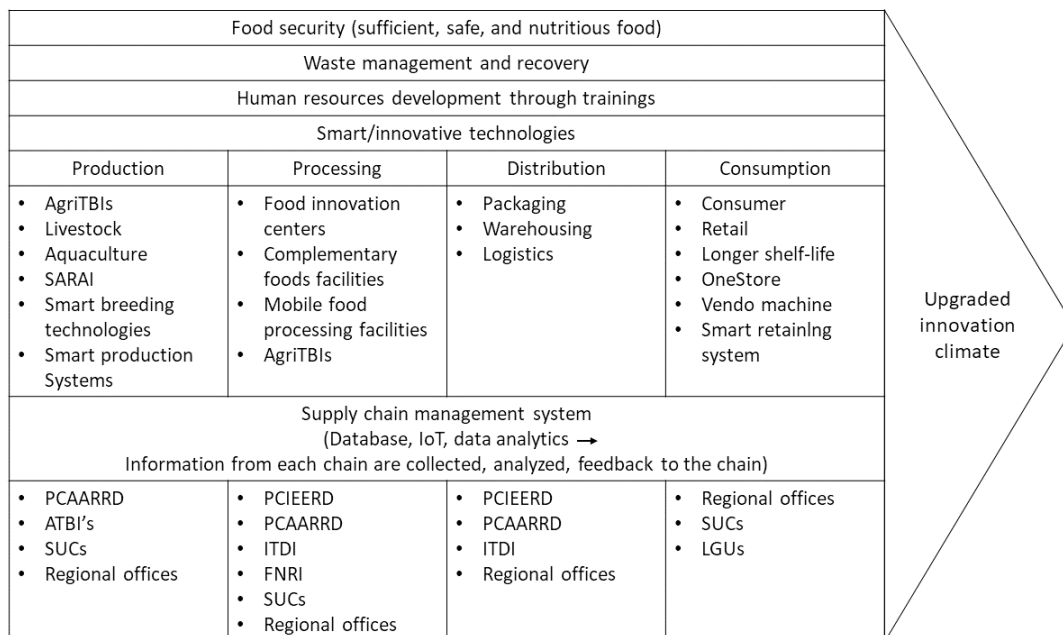 Food security (sufficient, safe, and nutritious food)
Waste management and recovery
Human resources development through trainings
Smart/innovative technologies
Production
• AgriTBIs
• Livestock
• Aquaculture
• SARAI
• Smart breeding
technologies
• Smart production
Systems
Processing
• Food innovation
centers
• Complementary
foods facilities
• Mobile food
processing facilities
• AgriTBIs
Distribution
• Packaging
• Warehousing
• Logistics
Consumption
• Consumer
• Retail
• Longer shelf-life
• OneStore
• Vendo machine
• Smart retainlng
system
Supply chain management system
(Database, IoT, data analytics →
Information from each chain are collected, analyzed, feedback to the chain)
• PCAARRD
• ATBI’s
• SUCs
• Regional offices
• PCIEERD
• PCAARRD
• ITDI
• FNRI
• SUCs
• Regional offices
• PCIEERD
• PCAARRD
• ITDI
• Regional offices
• Regional offices
• SUCs
• LGUs
Upgraded
innovation
climate